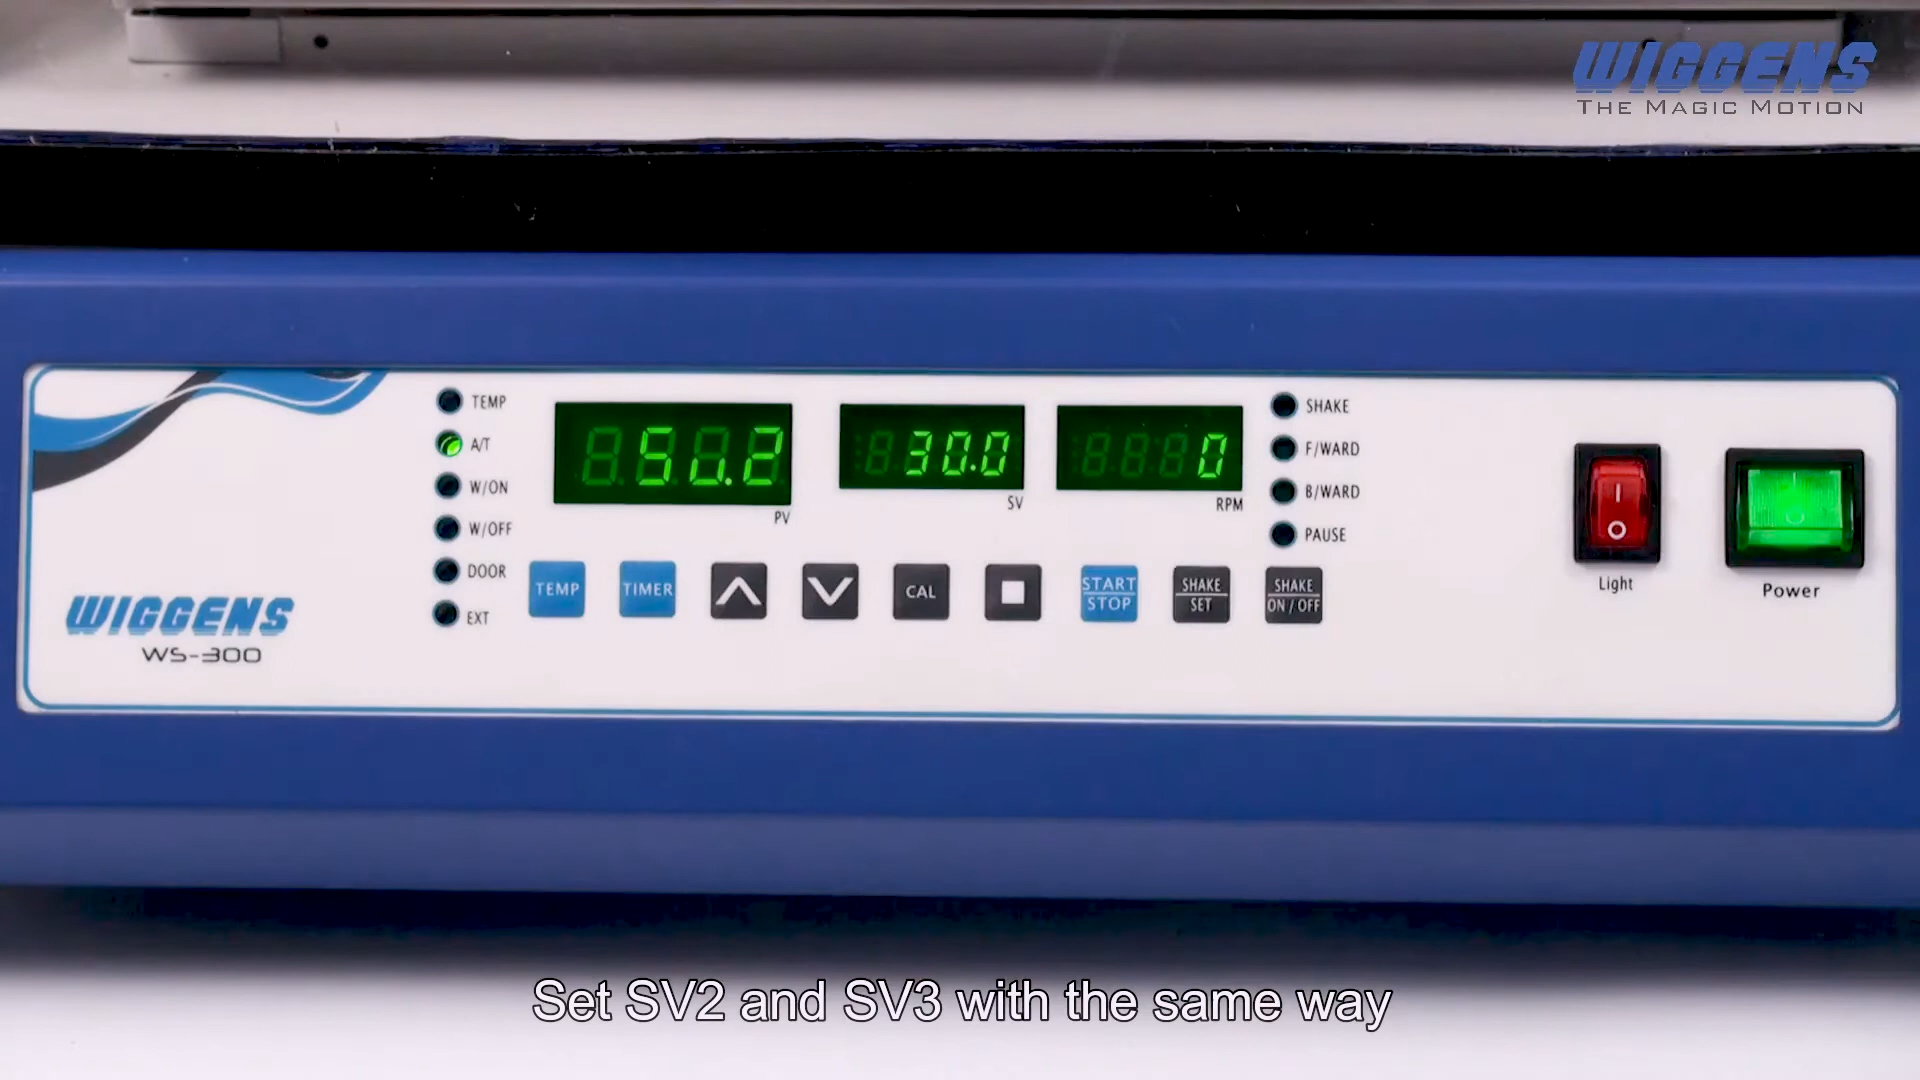 WIGGENS
THE MAGIC MOTION
TEMP
A/T
W/ON
W/OFF
DOOR
EXT
Su.2
PV
30.0
SV
0
RPM
SHAKE
F/WARD
B/WARD
PAUSE
TEMP
TIMER
CAL
START
STOP
SHAKE
SET
SHAKE
ON / OFF
Light
Power
WIGGENS
WS-300
Set SV2 and SV3 with the same way